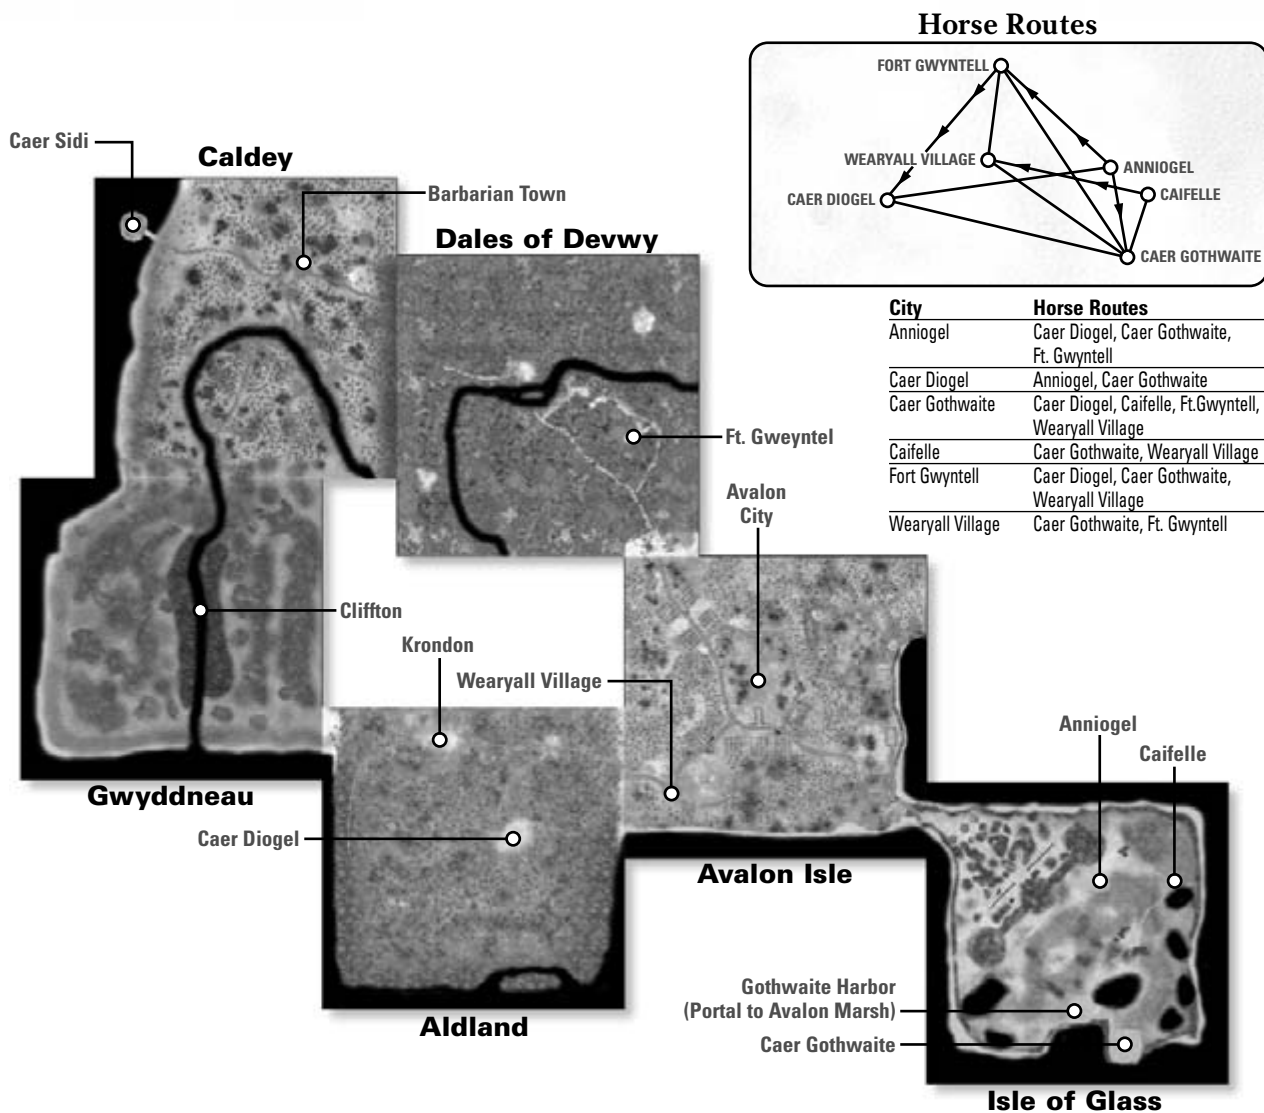 Horse Routes
FORT GWYNTELL
WEARYALL VILLAGE
ANNIOGEL
CAER DIOGEL
CAIFELLE
CAER GOTHWAITE
City Horse Routes
Anniogel Caer Diogel, Caer Gothwaite,
Ft. Gwyntell
Caer Diogel Anniogel, Caer Gothwaite
Caer Gothwaite Caer Diogel, Caifelle, Ft.Gwyntell,
Wearyall Village
Caifelle Caer Gothwaite, Wearyall Village
Fort Gwyntell Caer Diogel, Caer Gothwaite,
Wearyall Village
Wearyall Village Caer Gothwaite, Ft. Gwyntell
Caer Sidi
Caldey
Barbarian Town
Dales of Devwy
Ft. Gweyntel
Avalon
City
Cliffton
Krondon
Wearyall Village
Anniogel
Caifelle
Gwyddneau
Caer Diogel
Avalon Isle
Gothwaite Harbor
(Portal to Avalon Marsh)
Aldland
Caer Gothwaite
Isle of Glass